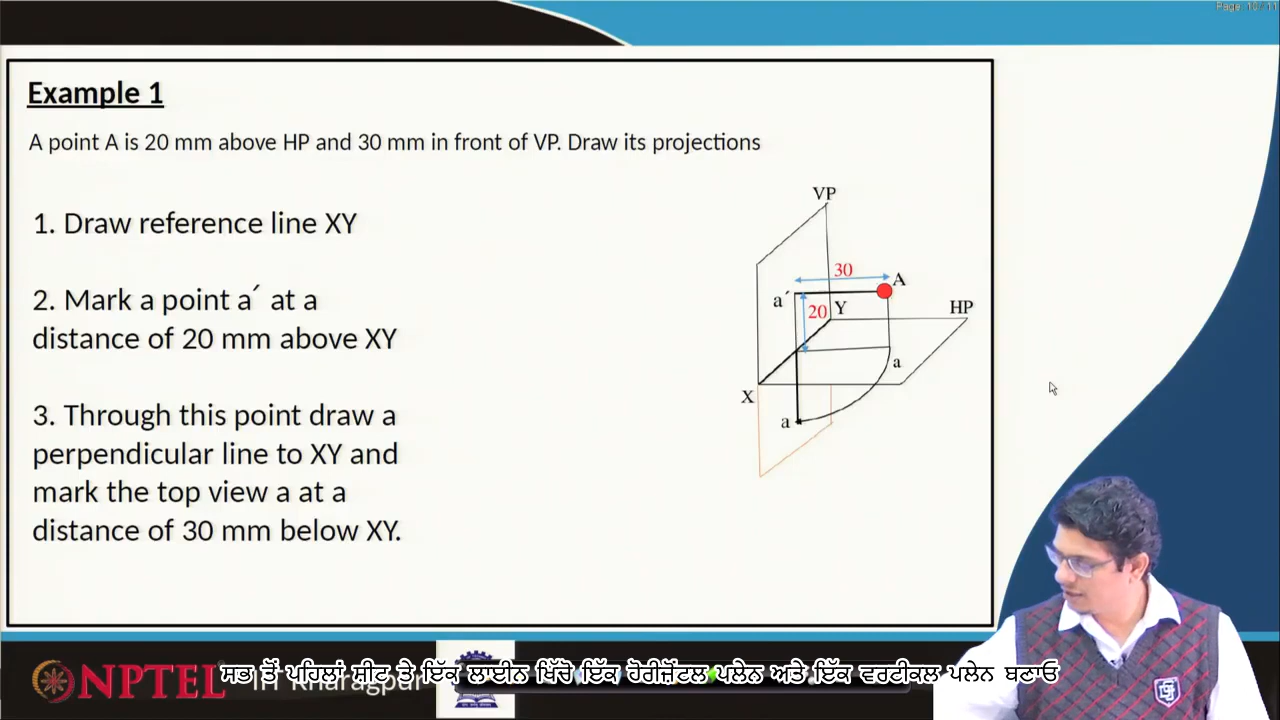 Page 10/11
Example 1
A point A is 20 mm above HP and 30 mm in front of VP. Draw its projections
1. Draw reference line XY
2. Mark a point a´ at a
distance of 20 mm above XY
3. Through this point draw a
perpendicular line to XY and
mark the top view a at a
distance of 30 mm below XY.
VP
30
A
a´
20
Y
HP
a
X
a
NPTEL
IIT Kharagpur
ਸਭ ਤੋਂ ਪਹਿਲਾਂ ਸ਼ੀਟ ਤੇ ਇੱਕ ਲਾਈਨ ਖਿੱਚੋ ਇੱਕ ਹੋਰੀਜ਼ੋਂਟਲ ਪਲੇਨ ਅਤੇ ਇੱਕ ਵਰਟੀਕਲ ਪਲੇਨ ਬਣਾਓ